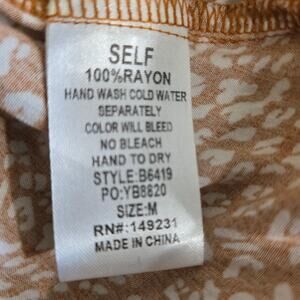 SELF
100%RAYON
HAND WASH COLD WATER
SEPARATELY
COLOR WILL BLEED
NO BLEACH
HAND TO DRY
STYLE:B6419
PO:YB8820
SIZE:M
RN#:149231
MADE IN CHINA